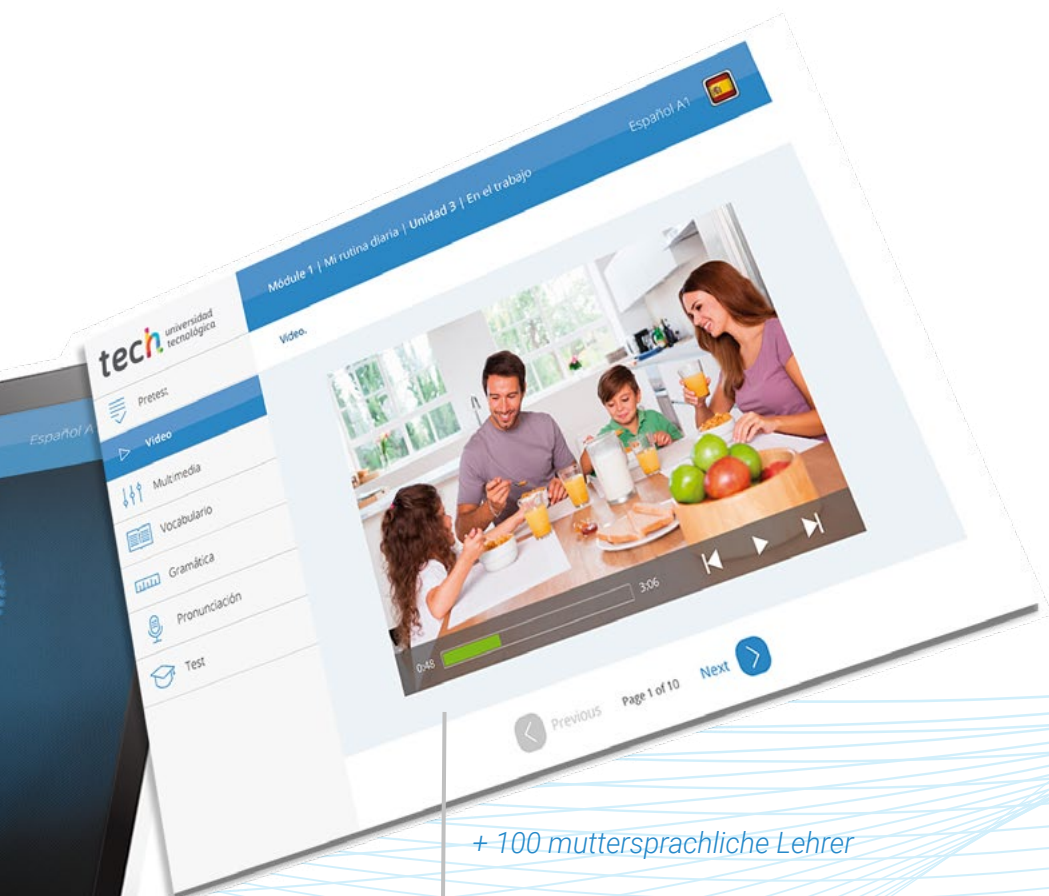 Español A1
Módule 1 | Mi rutina diaria | Unidad 3 | En el trabajo
tech universidad
tecnológica
Video.
Pretest
Video
Multimedia
Vocabulario
Gramática
Pronunciación
Test
0:48
3:06
Previous
Page 1 of 10
Next
Español A
+ 100 muttersprachliche Lehrer